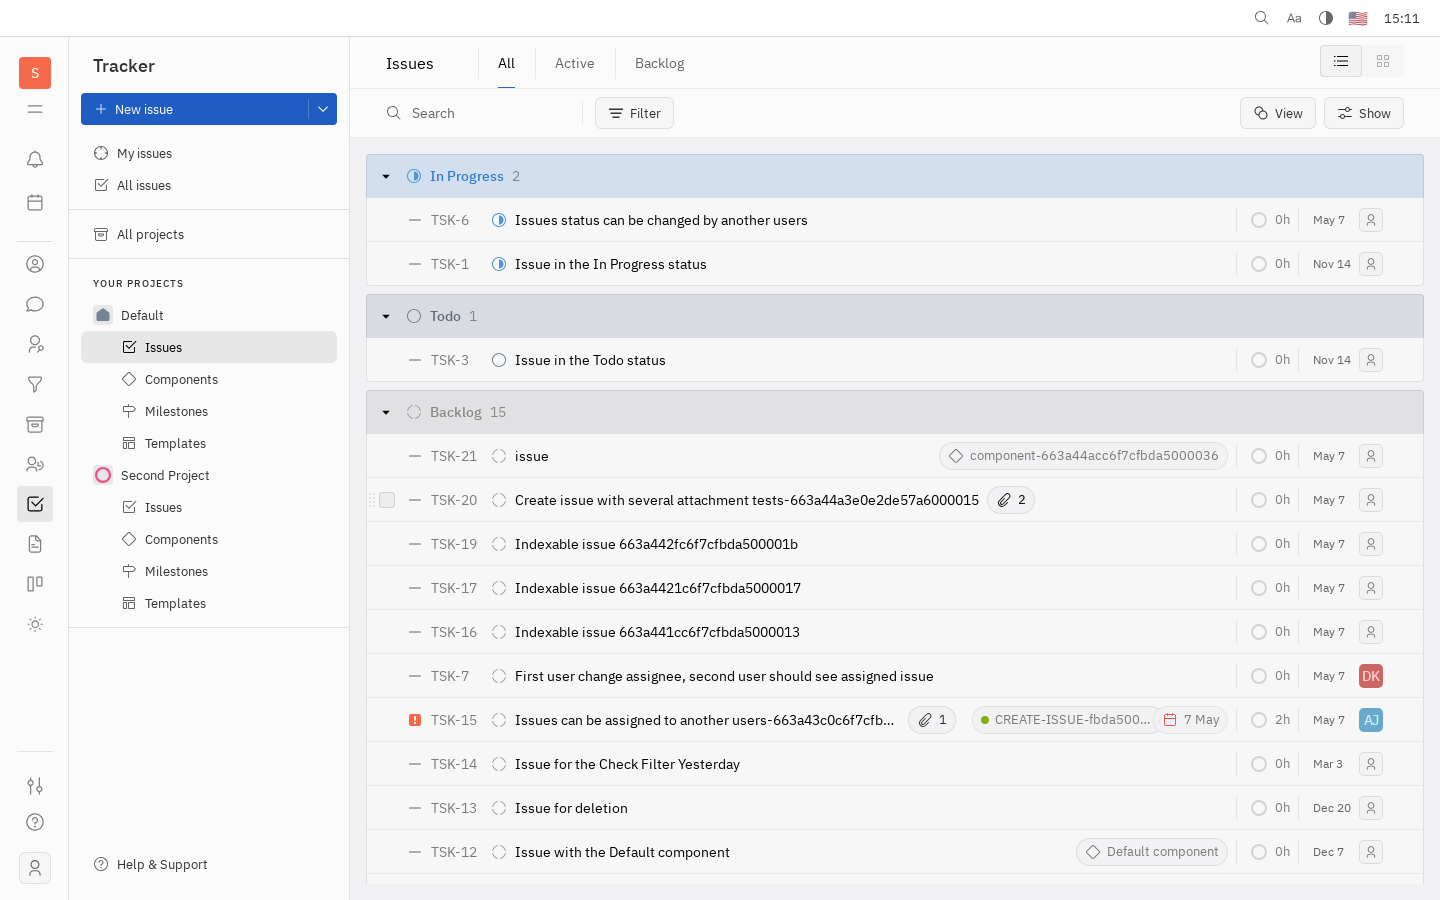 Aa 15:11
S
Tracker
New issue
My issues
All issues
All projects
YOUR PROJECTS
Default
Issues
Components
Milestones
Templates
Second Project
Issues
Components
Milestones
Templates
Help & Support
Issues All Active Backlog
Search Filter View Show
In Progress 2
TSK-6 Issues status can be changed by another users 0h May 7
TSK-1 Issue in the In Progress status 0h Nov 14
Todo 1
TSK-3 Issue in the Todo status 0h Nov 14
Backlog 15
TSK-21 issue component-663a44acc6f7cfbda5000036 0h May 7
TSK-20 Create issue with several attachment tests-663a44a3e0e2de57a6000015 2 0h May 7
TSK-19 Indexable issue 663a442fc6f7cfbda500001b 0h May 7
TSK-17 Indexable issue 663a4421c6f7cfbda5000017 0h May 7
TSK-16 Indexable issue 663a441cc6f7cfbda5000013 0h May 7
TSK-7 First user change assignee, second user should see assigned issue 0h May 7 DK
TSK-15 Issues can be assigned to another users-663a43c0c6f7cfb... 1 CREATE-ISSUE-fbda500... 7 May 2h May 7 AJ
TSK-14 Issue for the Check Filter Yesterday 0h Mar 3
TSK-13 Issue for deletion 0h Dec 20
TSK-12 Issue with the Default component Default component 0h Dec 7